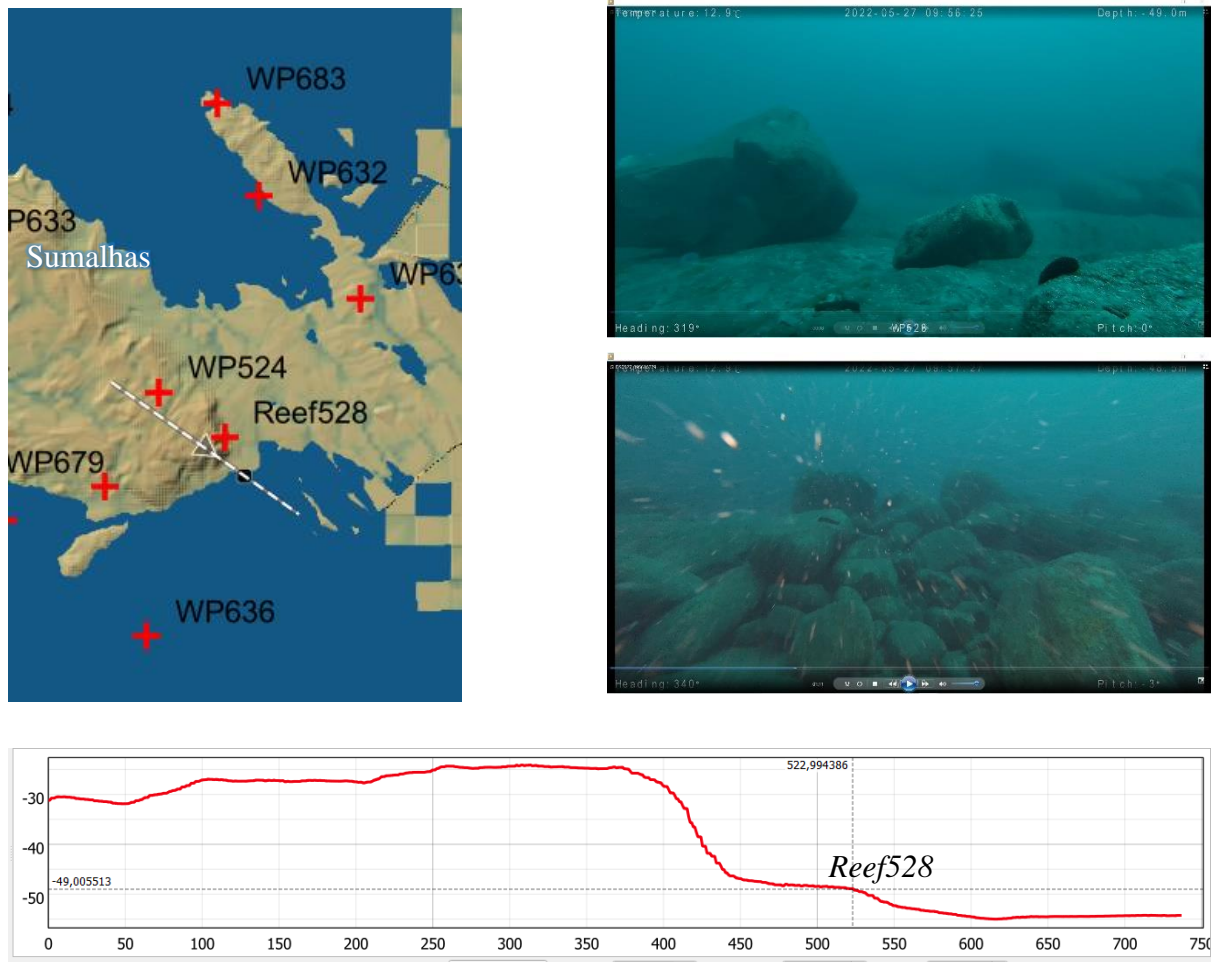 WP683
WP632
P633
Sumalhas
WP63
WP524
Reef528
WP679
WP636
Temperature:12.9℃
2022-05-27 09:56:25
Depth:-49.0m
Heading:319°
WP528
Pitch:0°
Heading:340°
Pitch:-3°
522,994386
-30
-40
Reef528
-49,005513
-50
0 50 100 150 200 250 300 350 400 450 500 550 600 650 700 750